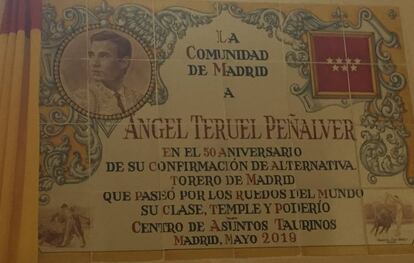 LA
COMUNIDAD
DE MADRID
A
ÁNGEL TERUEL PEÑALVER
EN EL 50 ANIVERSARIO
DE SU CONFIRMACIÓN DE ALTERNATIVA
TORERO DE MADRID
QUE PASEÓ POR LOS RUEDOS DEL MUNDO
SU CLASE, TEMPLE Y PODERÍO
CENTRO DE ASUNTOS TAURINOS
MADRID, MAYO 2019